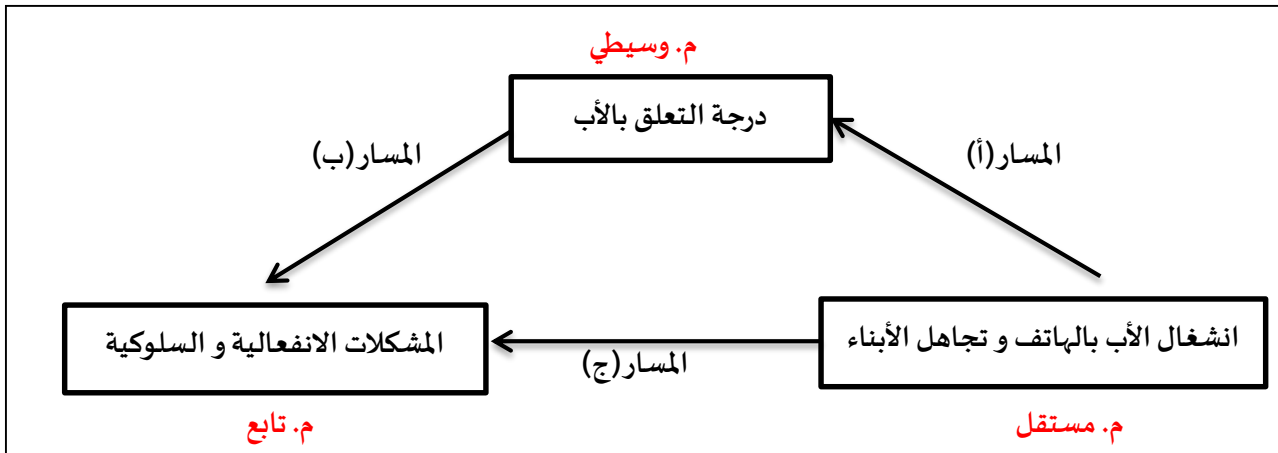 م. وسيطي
درجة التعلق بالأب
المسار(أ)
المسار(ب)
انشغال الأب بالهاتف و تجاهل الأبناء
المشكلات الانفعالية و السلوكية
المسار(ج)
م. مستقل
م. تابع